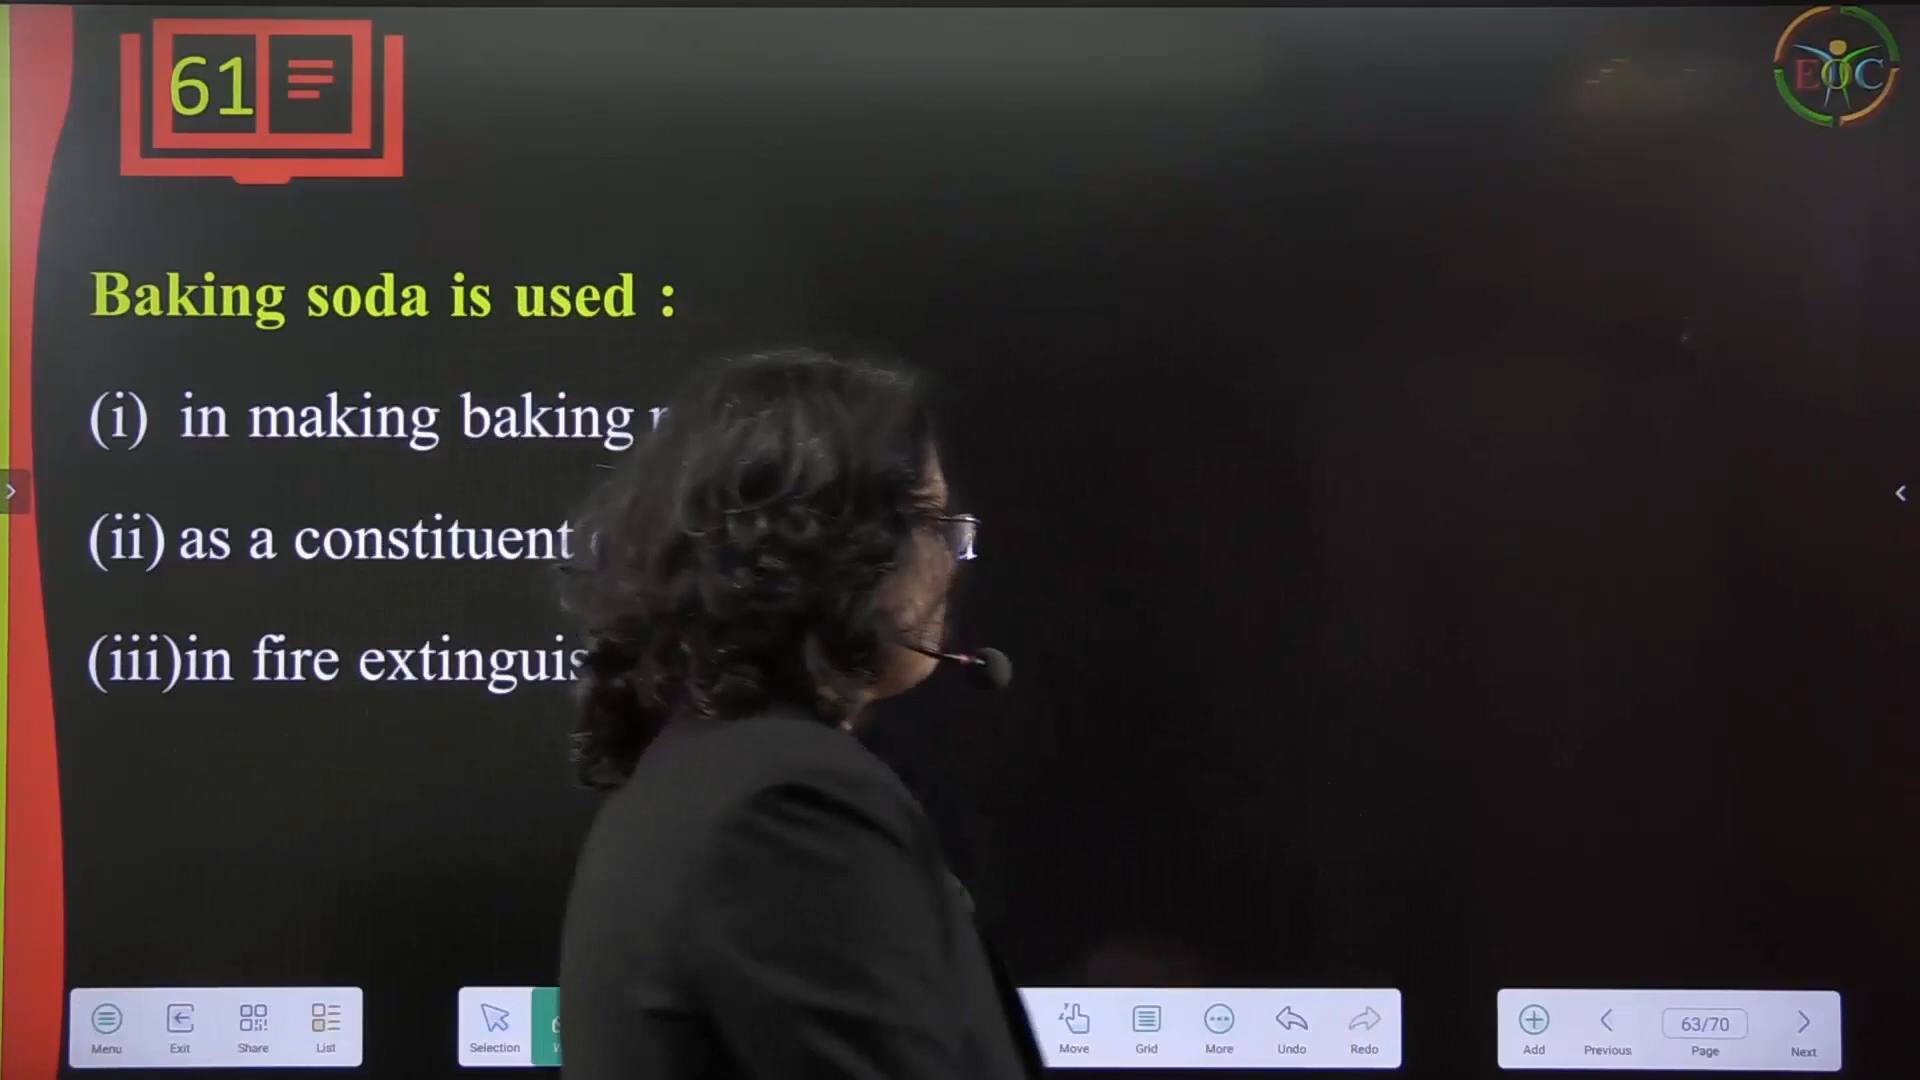 61
EOC
Baking soda is used :
(i) in making baking
(ii) as a constituent
(iii)in fire
Menu
Exit
Share
List
Selection
Move
Grid
More
Undo
Redo
Add
Previous
63/70
Page
Next